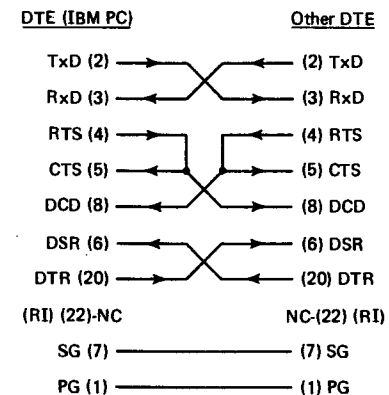 DTE (IBM PC) Other DTE
TxD (2) (2) TxD
RxD (3) (3) RxD
RTS (4) (4) RTS
CTS (5) (5) CTS
DCD (8) (8) DCD
DSR (6) (6) DSR
DTR (20) (20) DTR
(RI) (22)-NC NC-(22) (RI)
SG (7) (7) SG
PG (1) (1) PG